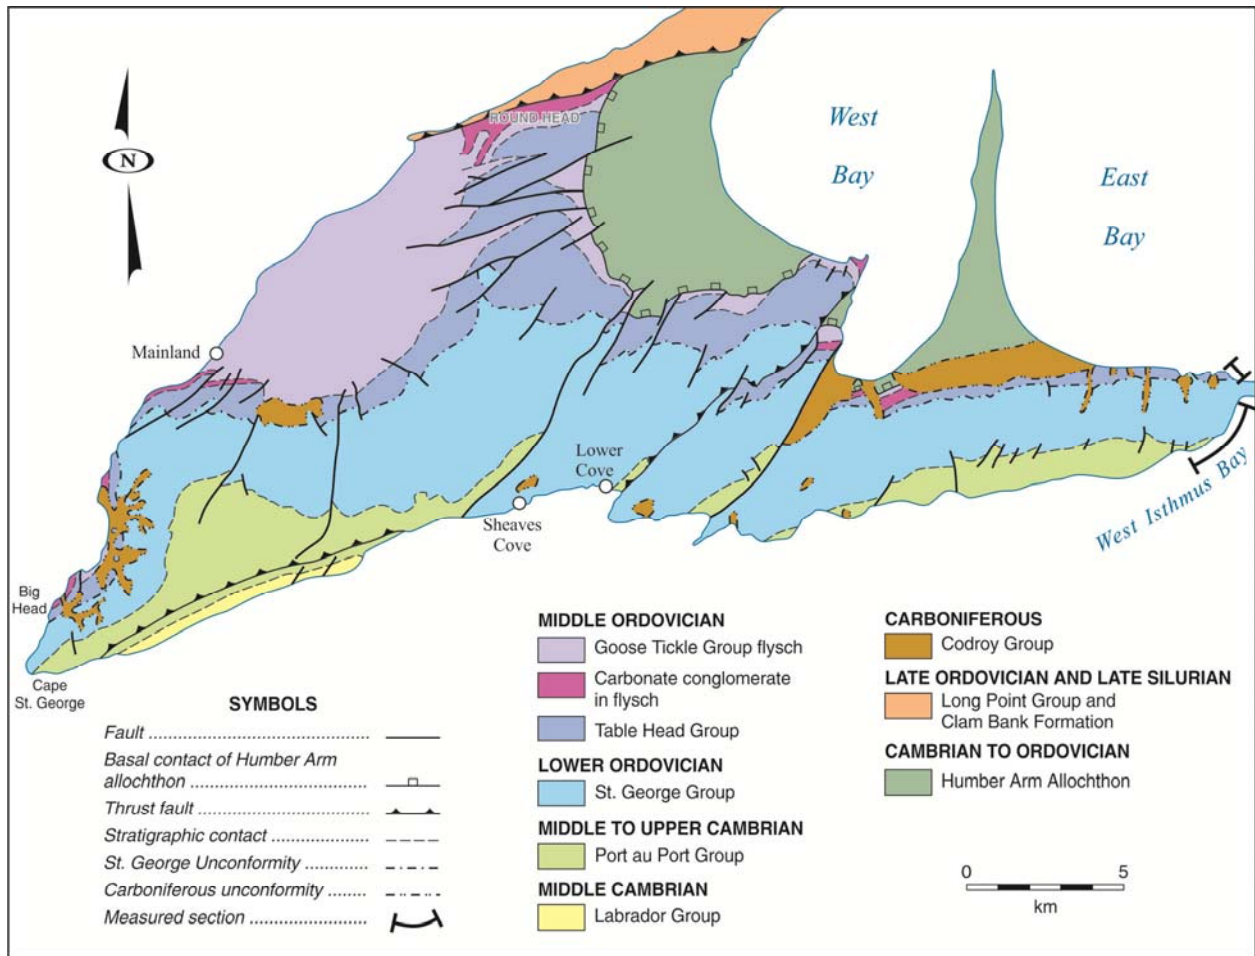 ROUND HEAD
West
Bay
East
Bay
N
Mainland
Lower
Cove
Sheaves
Cove
West Isthmus Bay
Big
Head
Cape
St. George
SYMBOLS
Fault
Basal contact of Humber Arm
allochthon
Thrust fault
Stratigraphic contact
St. George Unconformity
Carboniferous unconformity
Measured section
MIDDLE ORDOVICIAN
Goose Tickle Group flysch
Carbonate conglomerate
in flysch
Table Head Group
LOWER ORDOVICIAN
St. George Group
MIDDLE TO UPPER CAMBRIAN
Port au Port Group
MIDDLE CAMBRIAN
Labrador Group
CARBONIFEROUS
Codroy Group
LATE ORDOVICIAN AND LATE SILURIAN
Long Point Group and
Clam Bank Formation
CAMBRIAN TO ORDOVICIAN
Humber Arm Allochthon
0 5
km